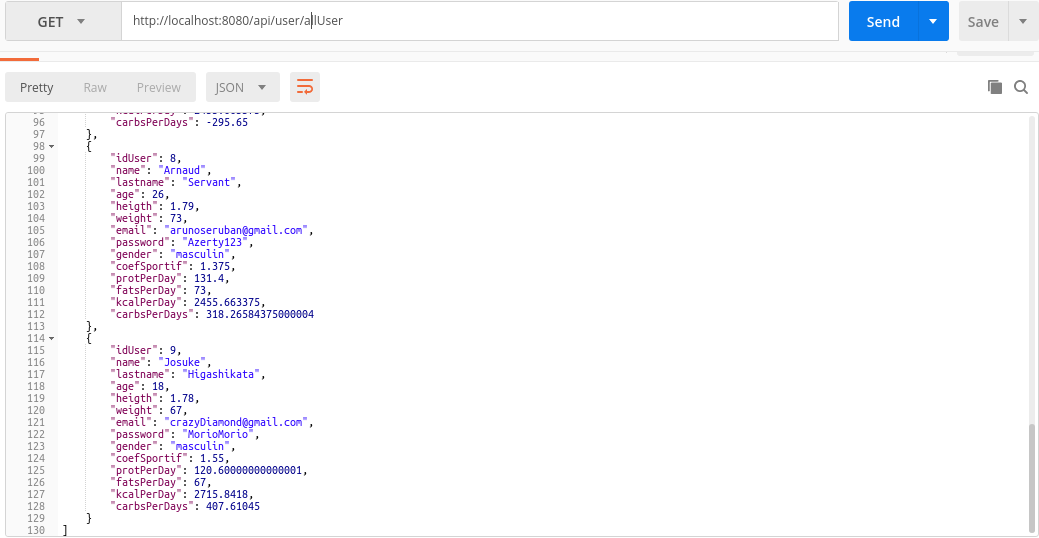 GET
http://localhost:8080/api/user/allUser
Send
Save
Pretty Raw Preview JSON
96 "carbsPerDays": -295.65
97 },
98 {
99 "idUser": 8,
100 "name": "Arnaud",
101 "lastname": "Servant",
102 "age": 26,
103 "heigth": 1.79,
104 "weight": 73,
105 "email": "arunoseruban@gmail.com",
106 "password": "Azerty123",
107 "gender": "masculin",
108 "coefSportif": 1.375,
109 "protPerDay": 131.4,
110 "fatsPerDay": 73,
111 "kcalPerDay": 2455.663375,
112 "carbsPerDays": 318.26584375000004
113 },
114 {
115 "idUser": 9,
116 "name": "Josuke",
117 "lastname": "Higashikata",
118 "age": 18,
119 "heigth": 1.78,
120 "weight": 67,
121 "email": "crazyDiamond@gmail.com",
122 "password": "MorioMorio",
123 "gender": "masculin",
124 "coefSportif": 1.55,
125 "protPerDay": 120.60000000000001,
126 "fatsPerDay": 67,
127 "kcalPerDay": 2715.8418,
128 "carbsPerDays": 407.61045
129 }
130 ]